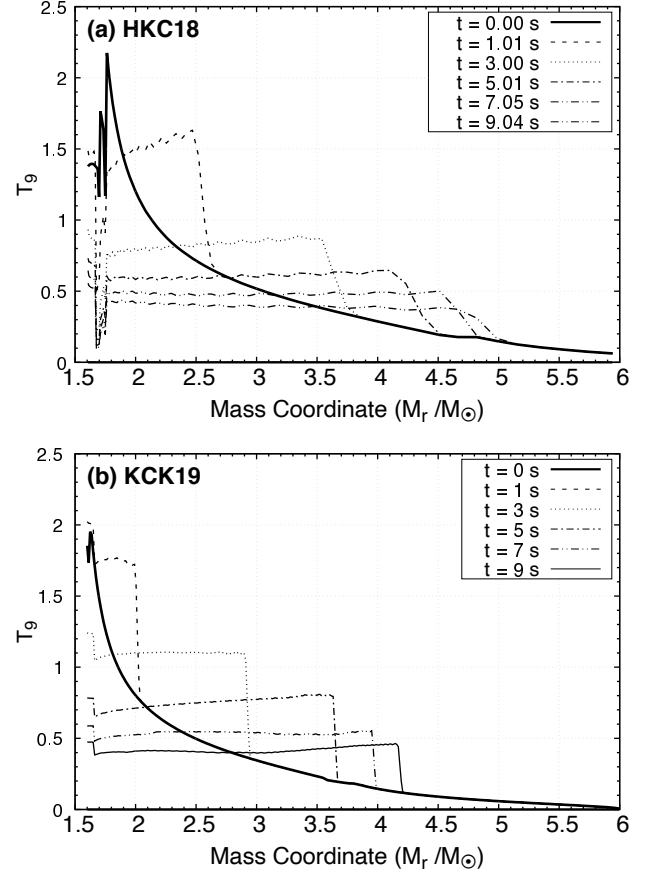 (a) HKC18
t = 0.00 s
t = 1.01 s
t = 3.00 s
t = 5.01 s
t = 7.05 s
t = 9.04 s
2.5
2
1.5
1
0.5
0
T9
1.5 2 2.5 3 3.5 4 4.5 5 5.5 6
Mass Coordinate (Mr /M⊙)
(b) KCK19
t = 0 s
t = 1 s
t = 3 s
t = 5 s
t = 7 s
t = 9 s
2.5
2
1.5
1
0.5
0
T9
1.5 2 2.5 3 3.5 4 4.5 5 5.5 6
Mass Coordinate (Mr /M⊙)